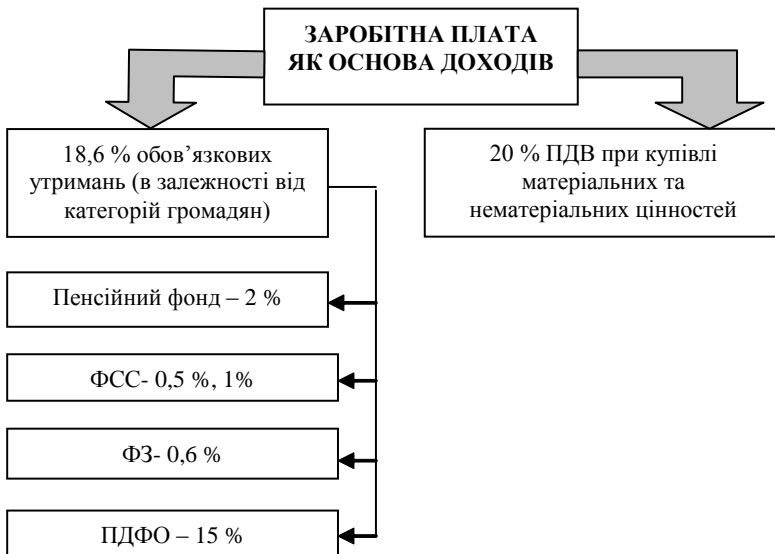 ЗАРОБІТНА ПЛАТА
ЯК ОСНОВА ДОХОДІВ
18,6 % обов’язкових
утримань (в залежності від
категорій громадян)
20 % ПДВ при купівлі
матеріальних та
нематеріальних цінностей
Пенсійний фонд – 2 %
ФСС- 0,5 %, 1%
ФЗ- 0,6 %
ПДФО – 15 %